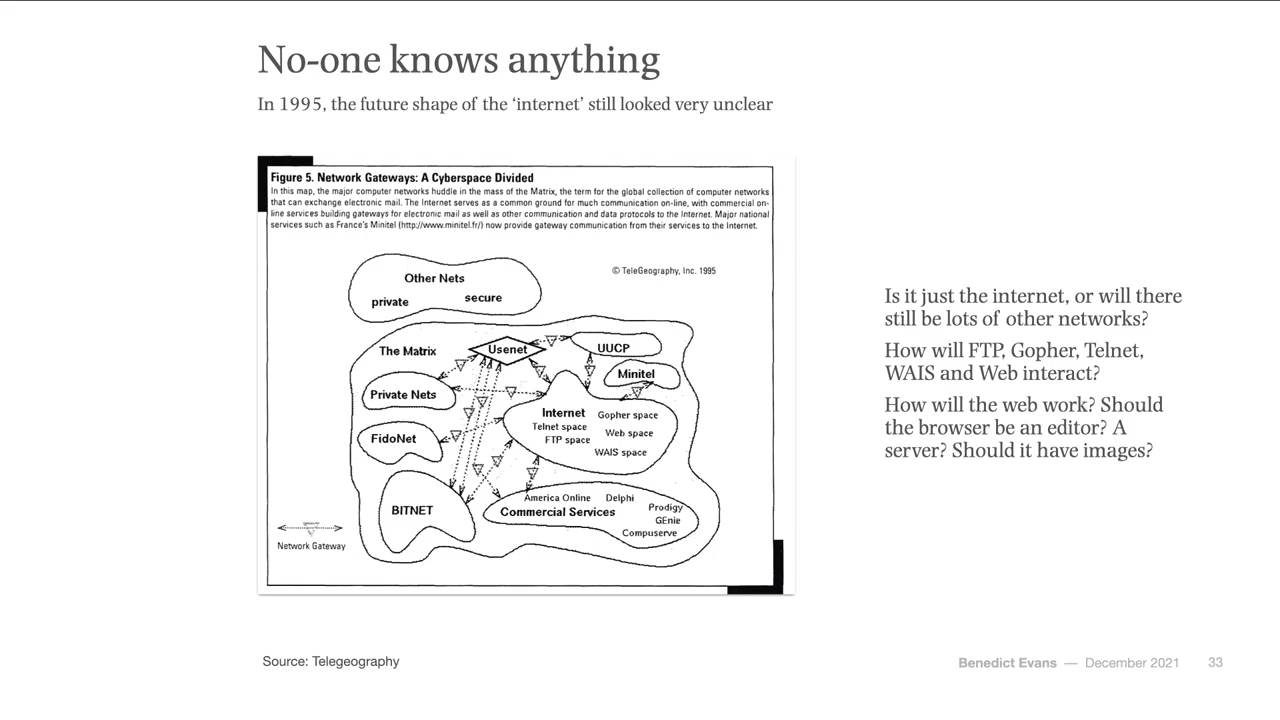 No-one knows anything
In 1995, the future shape of the ‘internet’ still looked very unclear
Figure 5. Network Gateways: A Cyberspace Divided
In this map, the major computer networks huddle in the mass of the Matrix, the term for the global collection of computer networks
that can exchange electronic mail. The Internet serves as a common ground for much communication on-line, with commercial on-
line services building gateways for electronic mail as well as other communication and data protocols to the Internet. Major national
services such as France's Minitel (http://www.minitel.fr/) now provide gateway communication from their services to the Internet.
© TeleGeography, Inc. 1995
Other Nets
private
secure
The Matrix
Usenet
UUCP
Minitel
Private Nets
Internet
Gopher space
Telnet space
Web space
FTP space
WAIS space
FidoNet
BITNET
America Online
Delphi
Commercial Services
Prodigy
GEnie
Compuserve
Network Gateway
Is it just the internet, or will there
still be lots of other networks?
How will FTP, Gopher, Telnet,
WAIS and Web interact?
How will the web work? Should
the browser be an editor? A
server? Should it have images?
Source: Telegeography
Benedict Evans — December 2021
33